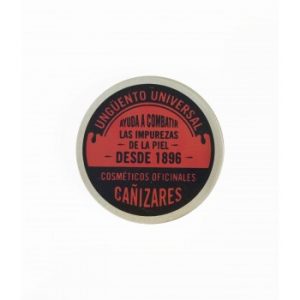 UNGÜENTO UNIVERSAL
AYUDA A COMBATIR
LAS IMPUREZAS
DE LA PIEL
DESDE 1896
COSMÉTICOS OFICINALES
CAÑIZARES